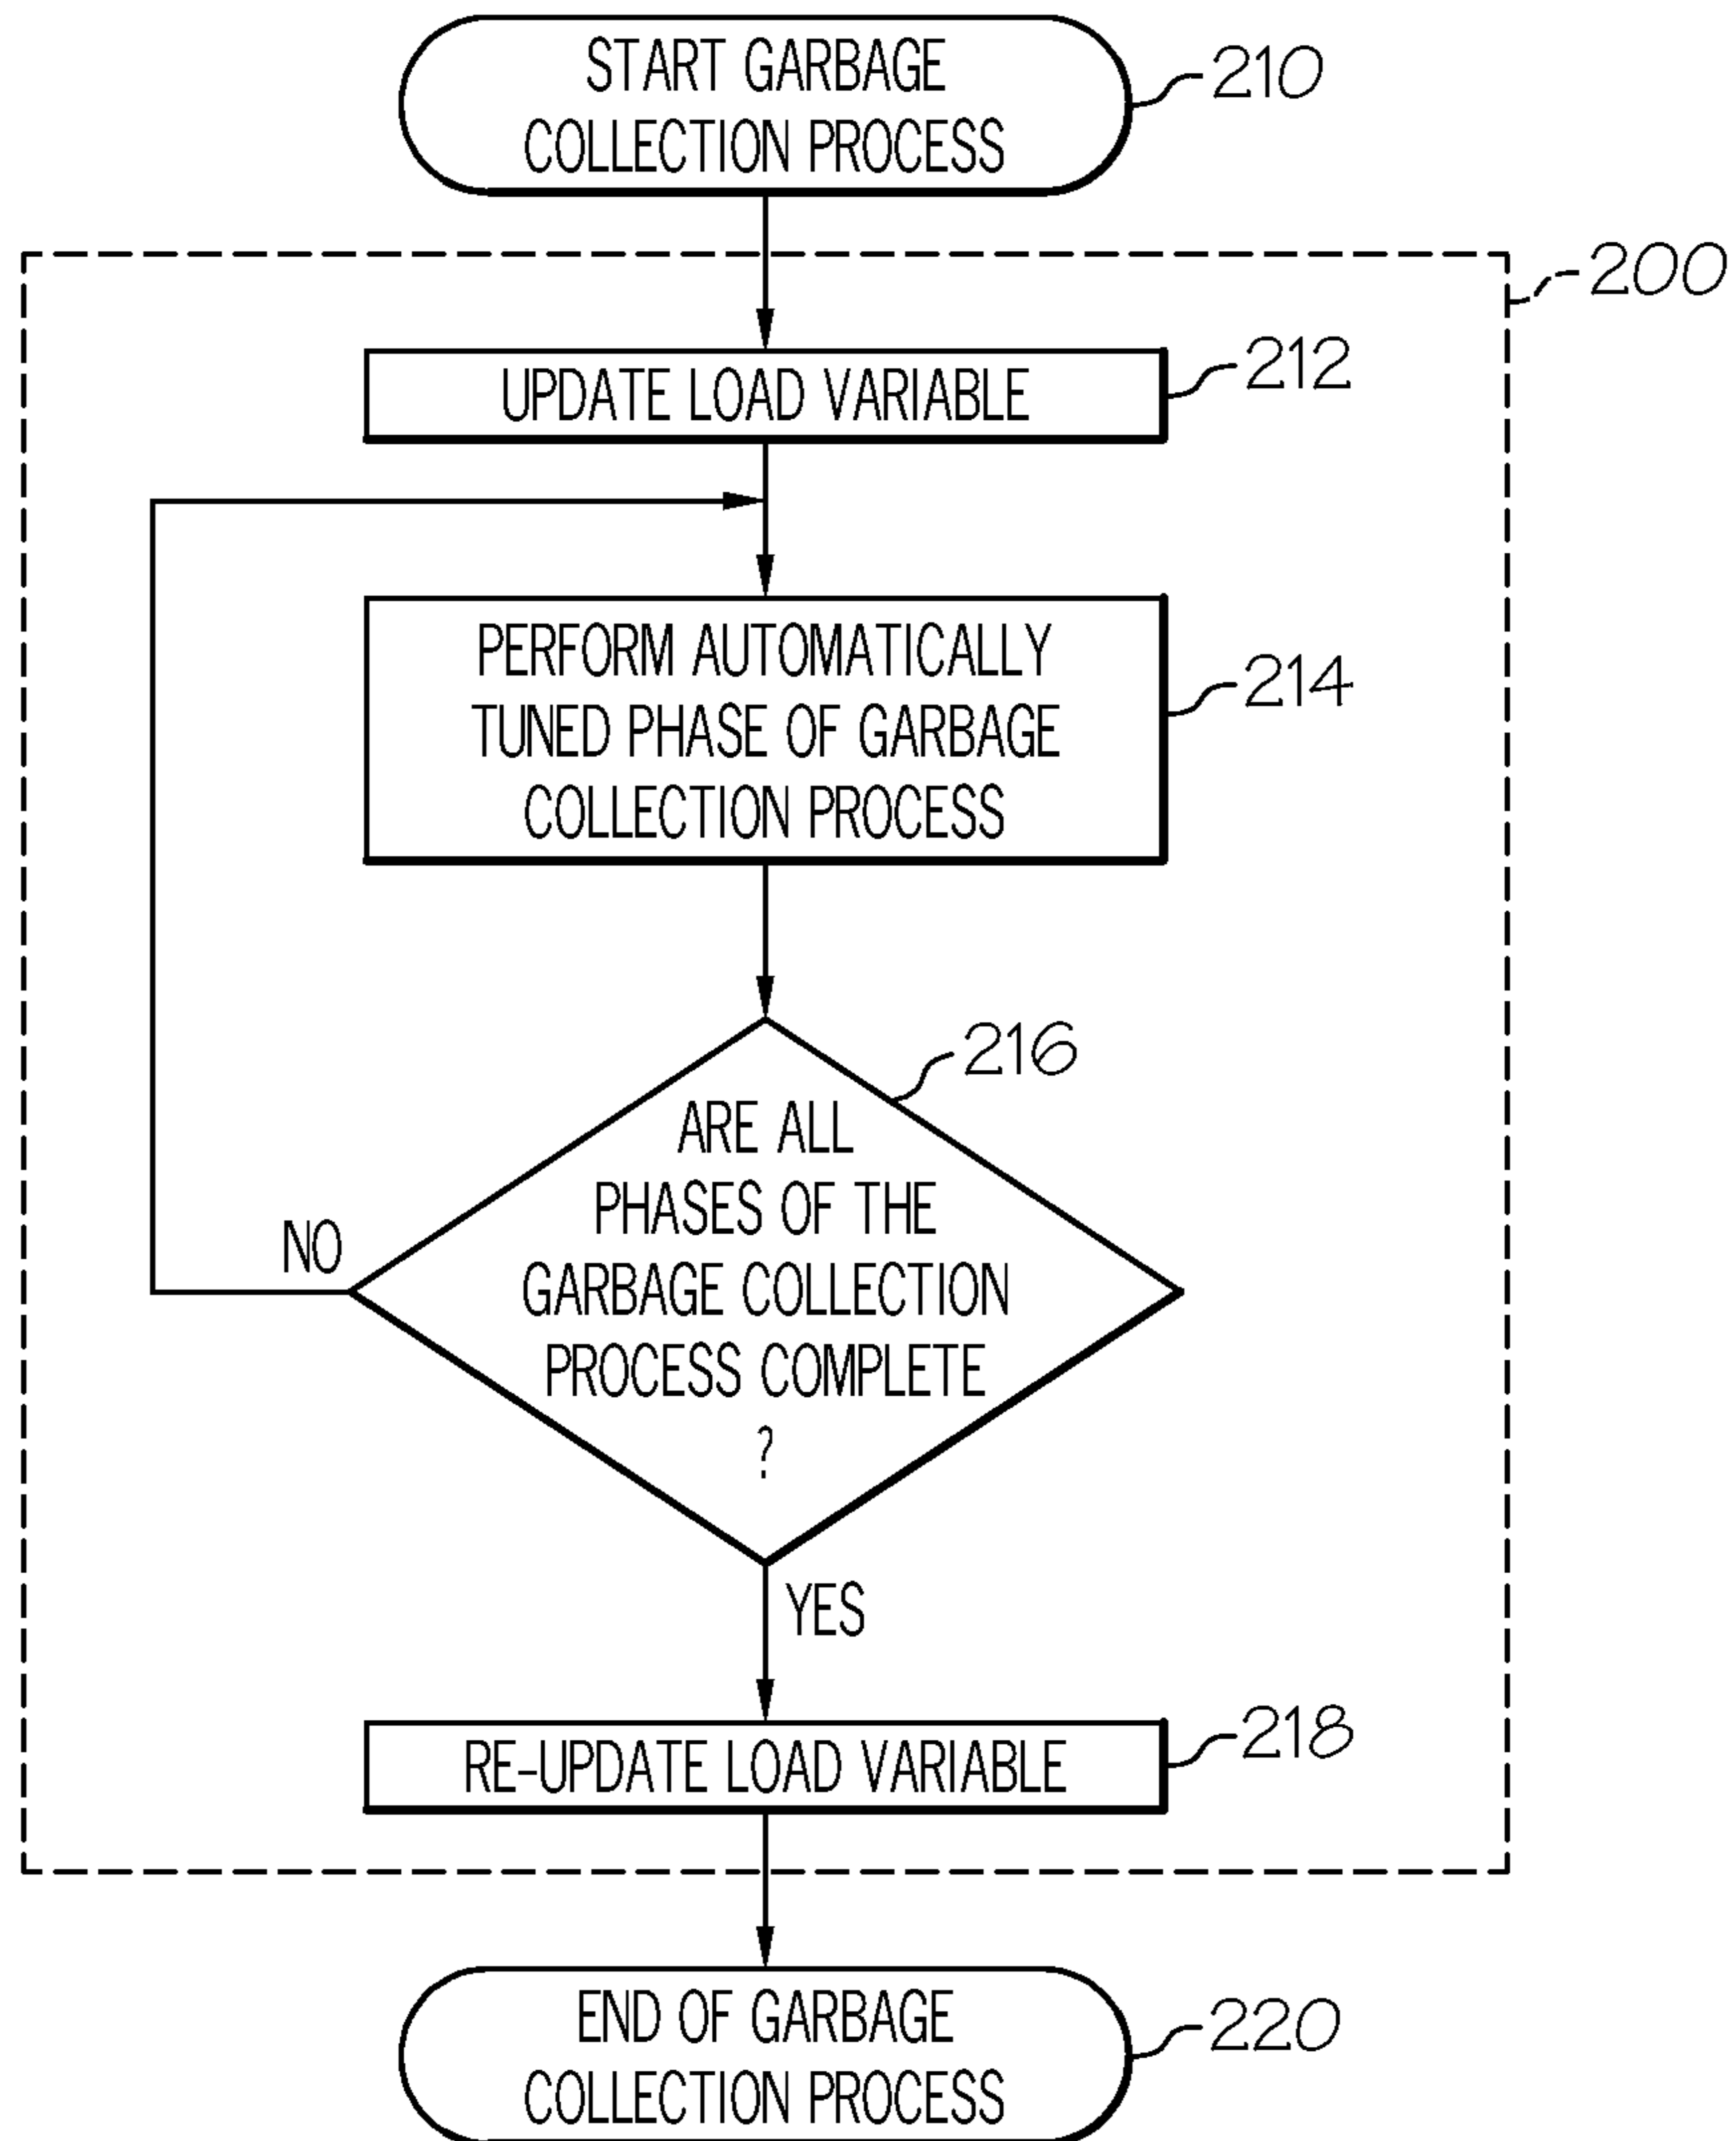 START GARBAGE
COLLECTION PROCESS
210
200
UPDATE LOAD VARIABLE
212
PERFORM AUTOMATICALLY
TUNED PHASE OF GARBAGE
COLLECTION PROCESS
214
216
ARE ALL
PHASES OF THE
GARBAGE COLLECTION
PROCESS COMPLETE
?
NO
YES
RE-UPDATE LOAD VARIABLE
218
END OF GARBAGE
COLLECTION PROCESS
220